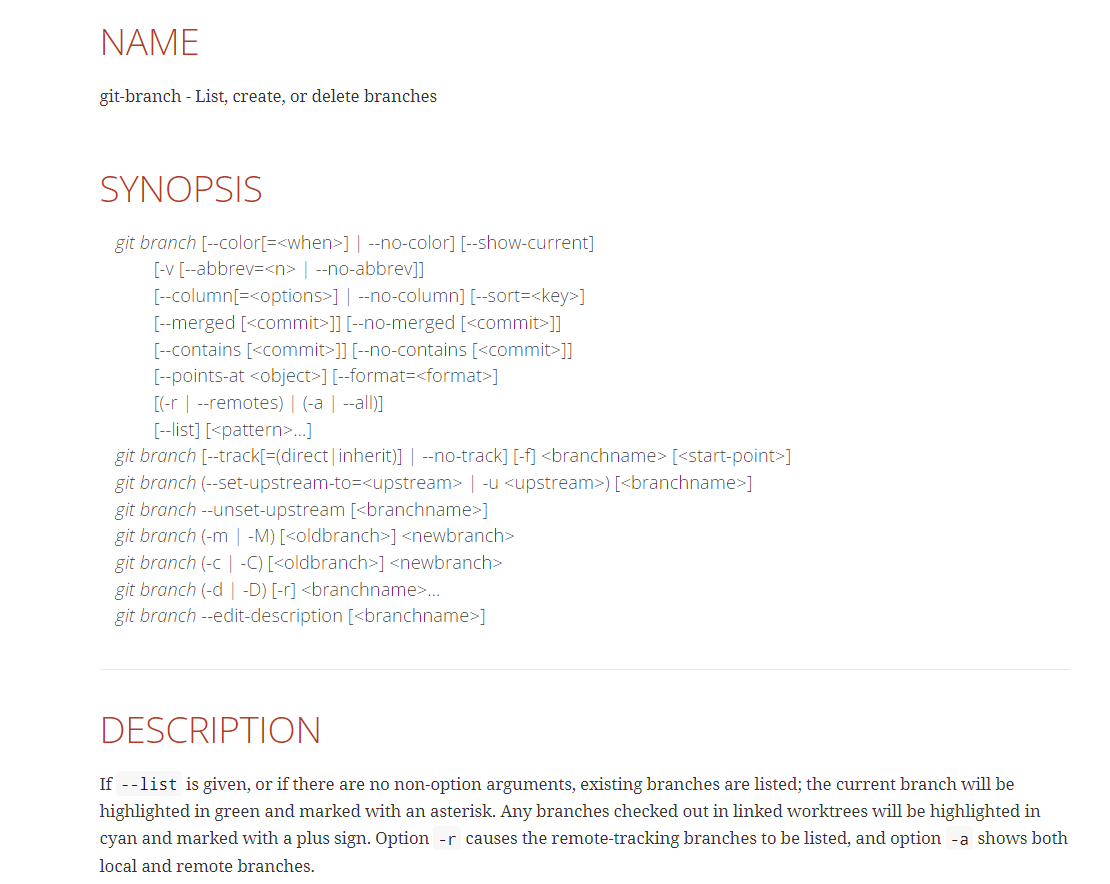 NAME
git-branch - List, create, or delete branches
SYNOPSIS
git branch [--color[=<when>] | --no-color] [--show-current]
[-v [--abbrev=<n> | --no-abbrev]]
[--column[=<options>] | --no-column] [--sort=<key>]
[--merged [<commit>]] [--no-merged [<commit>]]
[--contains [<commit>]] [--no-contains [<commit>]]
[--points-at <object>] [--format=<format>]
[(-r | --remotes) | (-a | --all)]
[--list] [<pattern>…​]
git branch [--track[=(direct|inherit)] | --no-track] [-f] <branchname> [<start-point>]
git branch (--set-upstream-to=<upstream> | -u <upstream>) [<branchname>]
git branch --unset-upstream [<branchname>]
git branch (-m | -M) [<oldbranch>] <newbranch>
git branch (-c | -C) [<oldbranch>] <newbranch>
git branch (-d | -D) [-r] <branchname>…​
git branch --edit-description [<branchname>]
DESCRIPTION
If --list is given, or if there are no non-option arguments, existing branches are listed; the current branch will be
highlighted in green and marked with an asterisk. Any branches checked out in linked worktrees will be highlighted in
cyan and marked with a plus sign. Option -r causes the remote-tracking branches to be listed, and option -a shows both
local and remote branches.